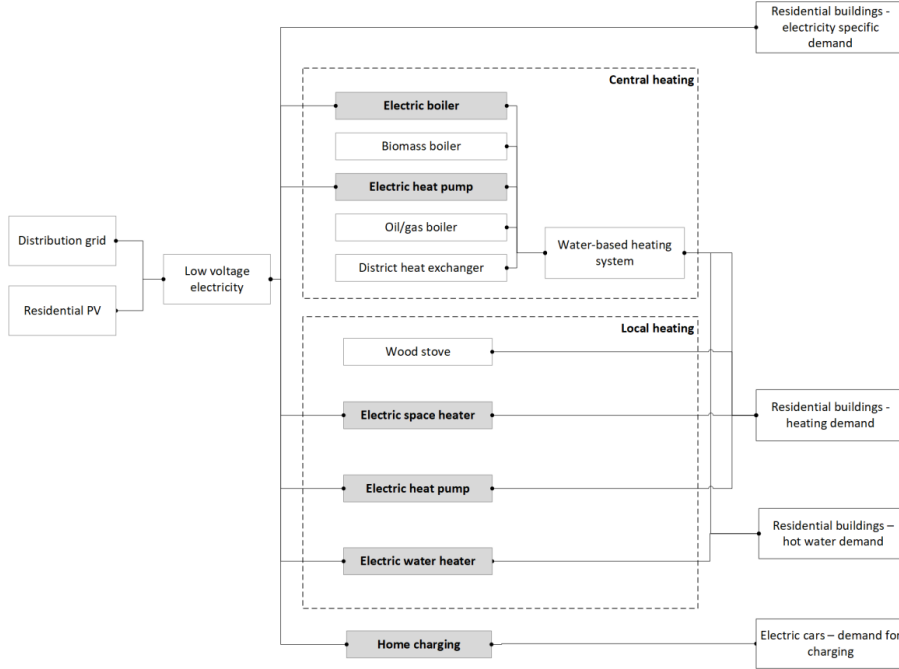 Residential buildings -
electricity specific
demand
Central heating
Electric boiler
Biomass boiler
Electric heat pump
Oil/gas boiler
District heat exchanger
Water-based heating
system
Distribution grid
Residential PV
Low voltage
electricity
Local heating
Wood stove
Electric space heater
Electric heat pump
Electric water heater
Residential buildings -
heating demand
Residential buildings –
hot water demand
Home charging
Electric cars – demand for
charging